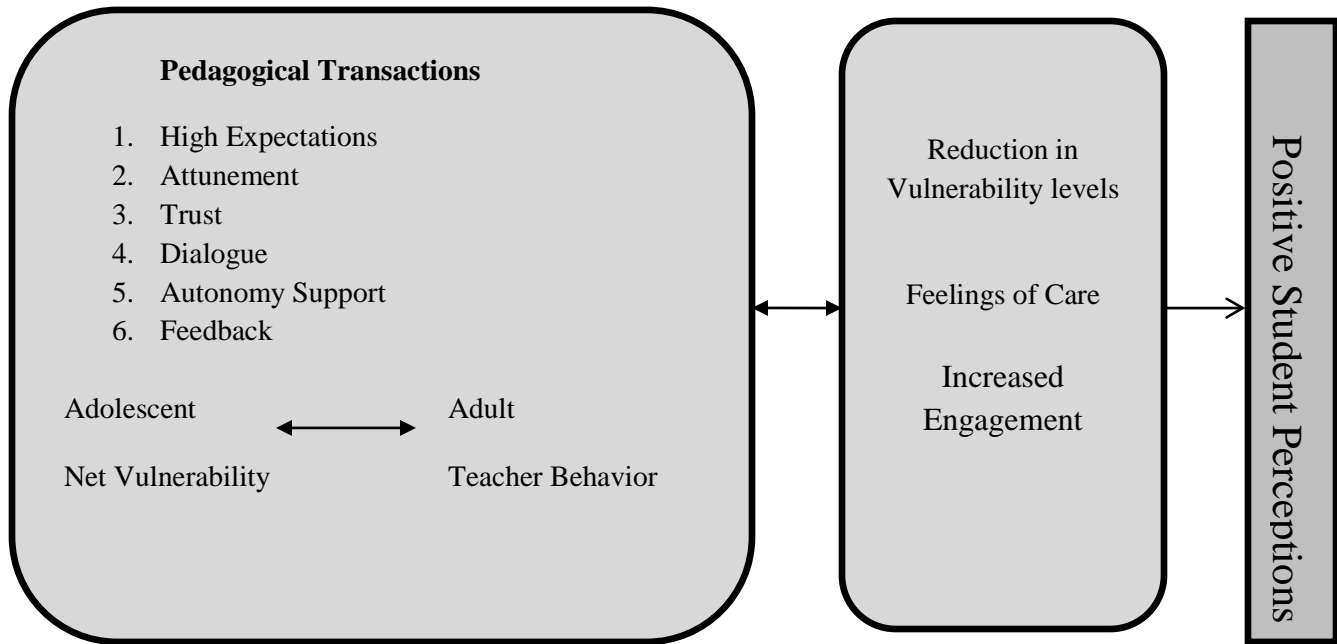 Pedagogical Transactions
1. High Expectations
2. Attunement
3. Trust
4. Dialogue
5. Autonomy Support
6. Feedback
Adolescent
Adult
Net Vulnerability
Teacher Behavior
Reduction in
Vulnerability levels
Feelings of Care
Increased
Engagement
Positive Student Perceptions